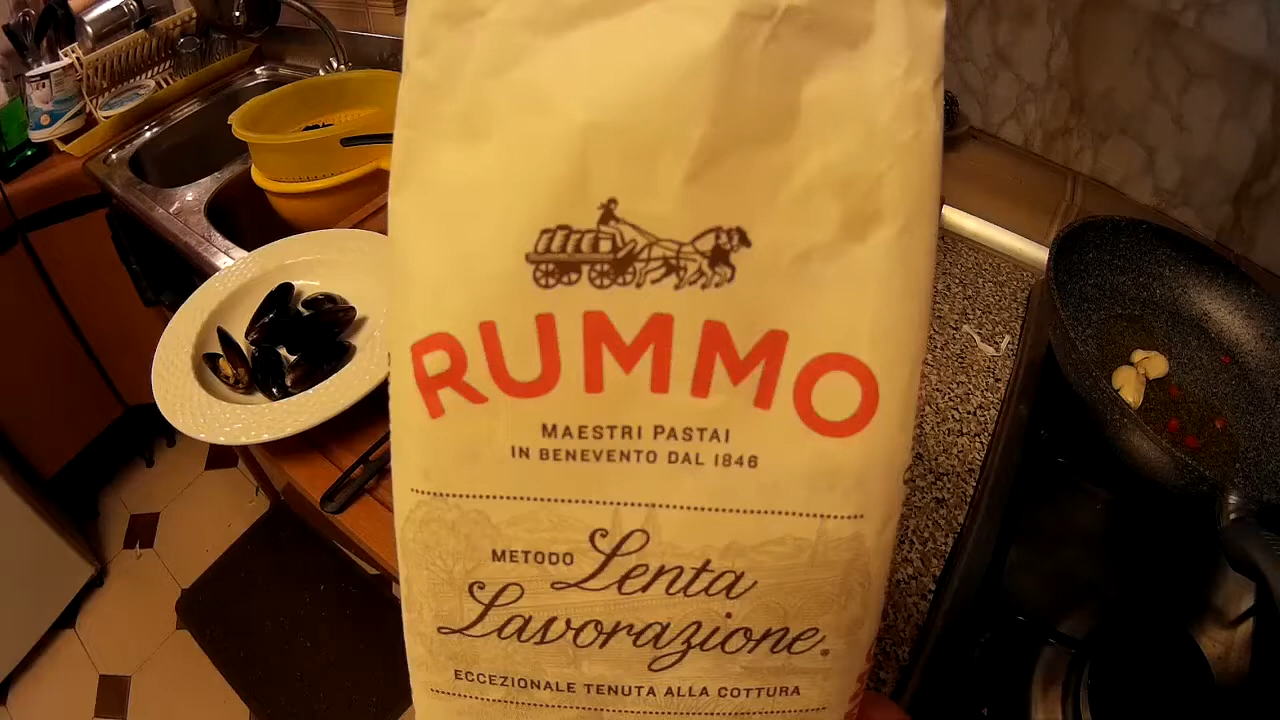 RUMMO
MAESTRI PASTAI
IN BENEVENTO DAL 1846
METODO Lenta
Lavorazione®
ECCEZIONALE TENUTA ALLA COTTURA